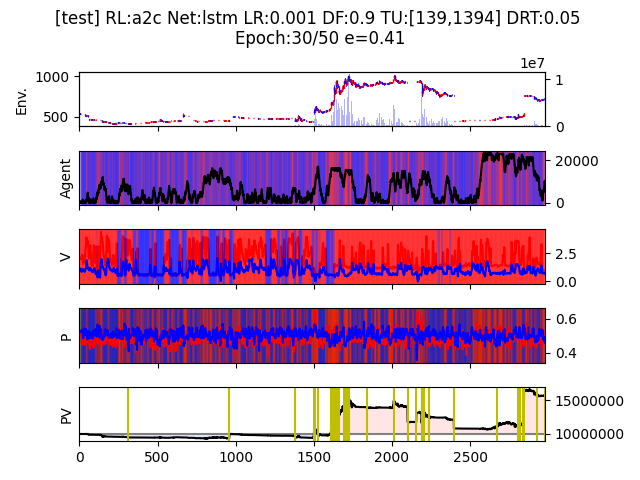 [test] RL:a2c Net:lstm LR:0.001 DF:0.9 TU:[139,1394] DRT:0.05
Epoch:30/50 e=0.41
1e7
Env.
1000
500
1
0
Agent
20000
0
V
2.5
0.0
P
0.6
0.4
PV
15000000
10000000
0 500 1000 1500 2000 2500